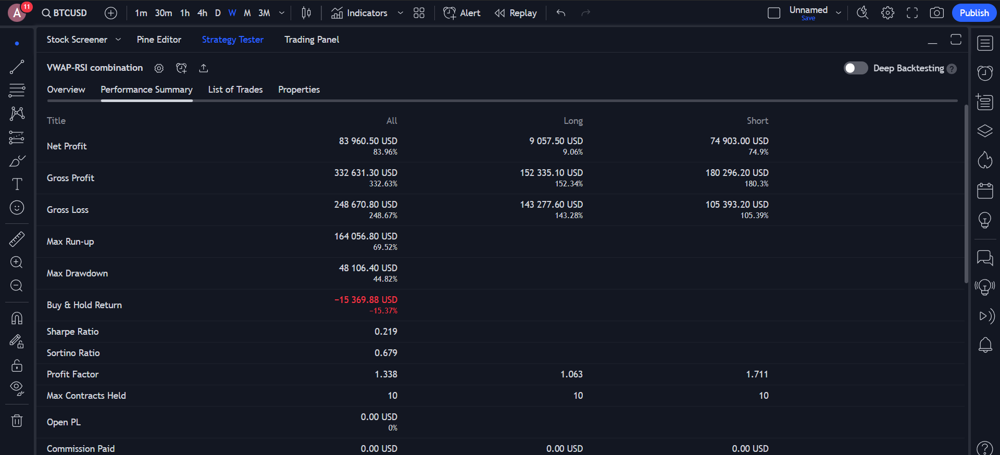 A 11 BTCUSD 1m 30m 1h 4h D W M 3M Indicators Alert Replay Unnamed Save Publish
Stock Screener Pine Editor Strategy Tester Trading Panel
VWAP-RSI combination Deep Backtesting ?
Overview Performance Summary List of Trades Properties
Title All Long Short
Net Profit 83 960.50 USD 9 057.50 USD 74 903.00 USD
83.96% 9.06% 74.9%
Gross Profit 332 631.30 USD 152 335.10 USD 180 296.20 USD
332.63% 152.34% 180.3%
Gross Loss 248 670.80 USD 143 277.60 USD 105 393.20 USD
248.67% 143.28% 105.39%
Max Run-up 164 056.80 USD
69.52%
Max Drawdown 48 106.40 USD
44.82%
Buy & Hold Return −15 369.88 USD
−15.37%
Sharpe Ratio 0.219
Sortino Ratio 0.679
Profit Factor 1.338 1.063 1.711
Max Contracts Held 10 10 10
Open PL 0.00 USD
0%
Commission Paid 0.00 USD 0.00 USD 0.00 USD